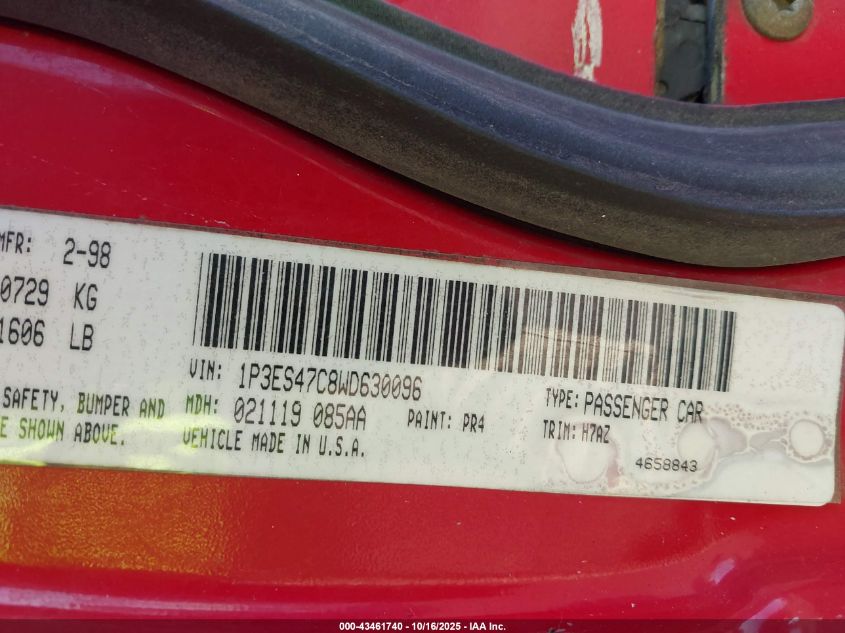 MFR: 2-98
0729 KG
1606 LB
VIN: 1P3ES47C8WD630096
TYPE: PASSENGER CAR
SAFETY, BUMPER AND
MDH: 021119 085AA
PAINT: PR4
TRIM: H7AZ
E SHOWN ABOVE.
VEHICLE MADE IN U.S.A.
4658843
000-43461740 - 10/16/2025 - IAA Inc.